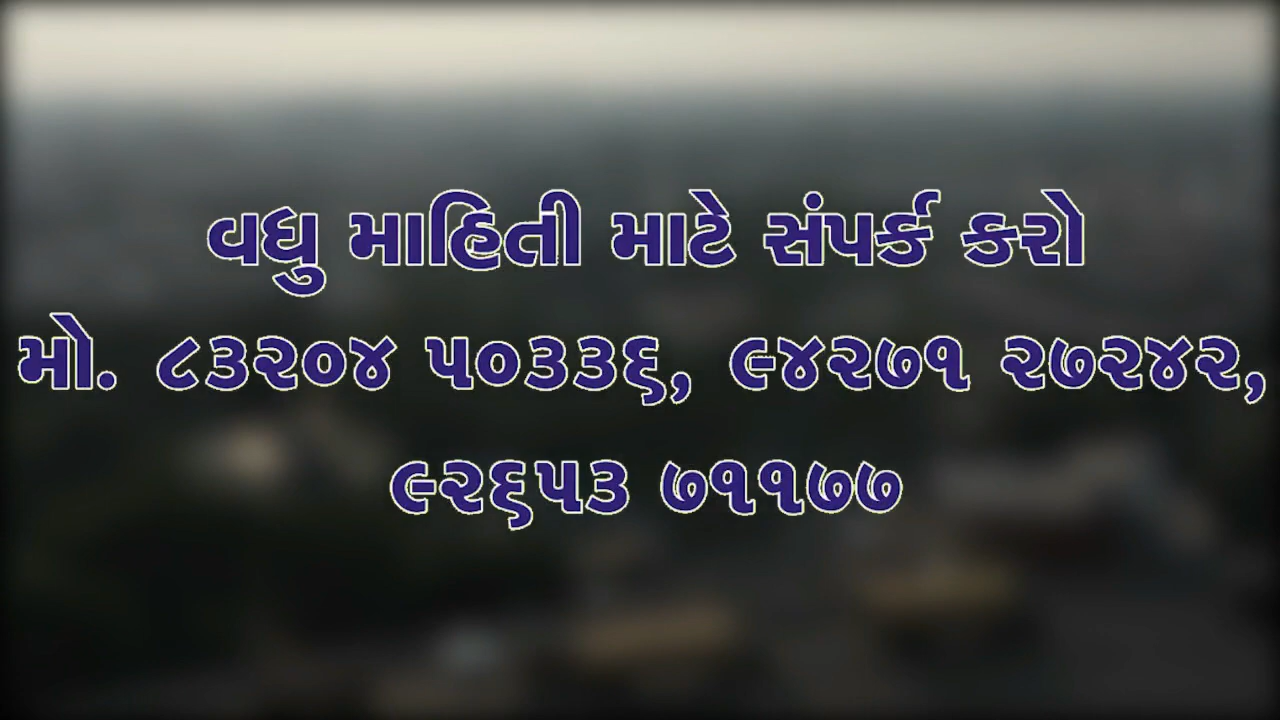 વધુ માહિતી માટે સંપર્ક કરો
મો. ૮૩૨૦૪ ૫૦૩૩૬, ૯૪૨૭૧ ૨૭૨૪૨,
૯૨૬૫૩ ૭૧૧૭૭